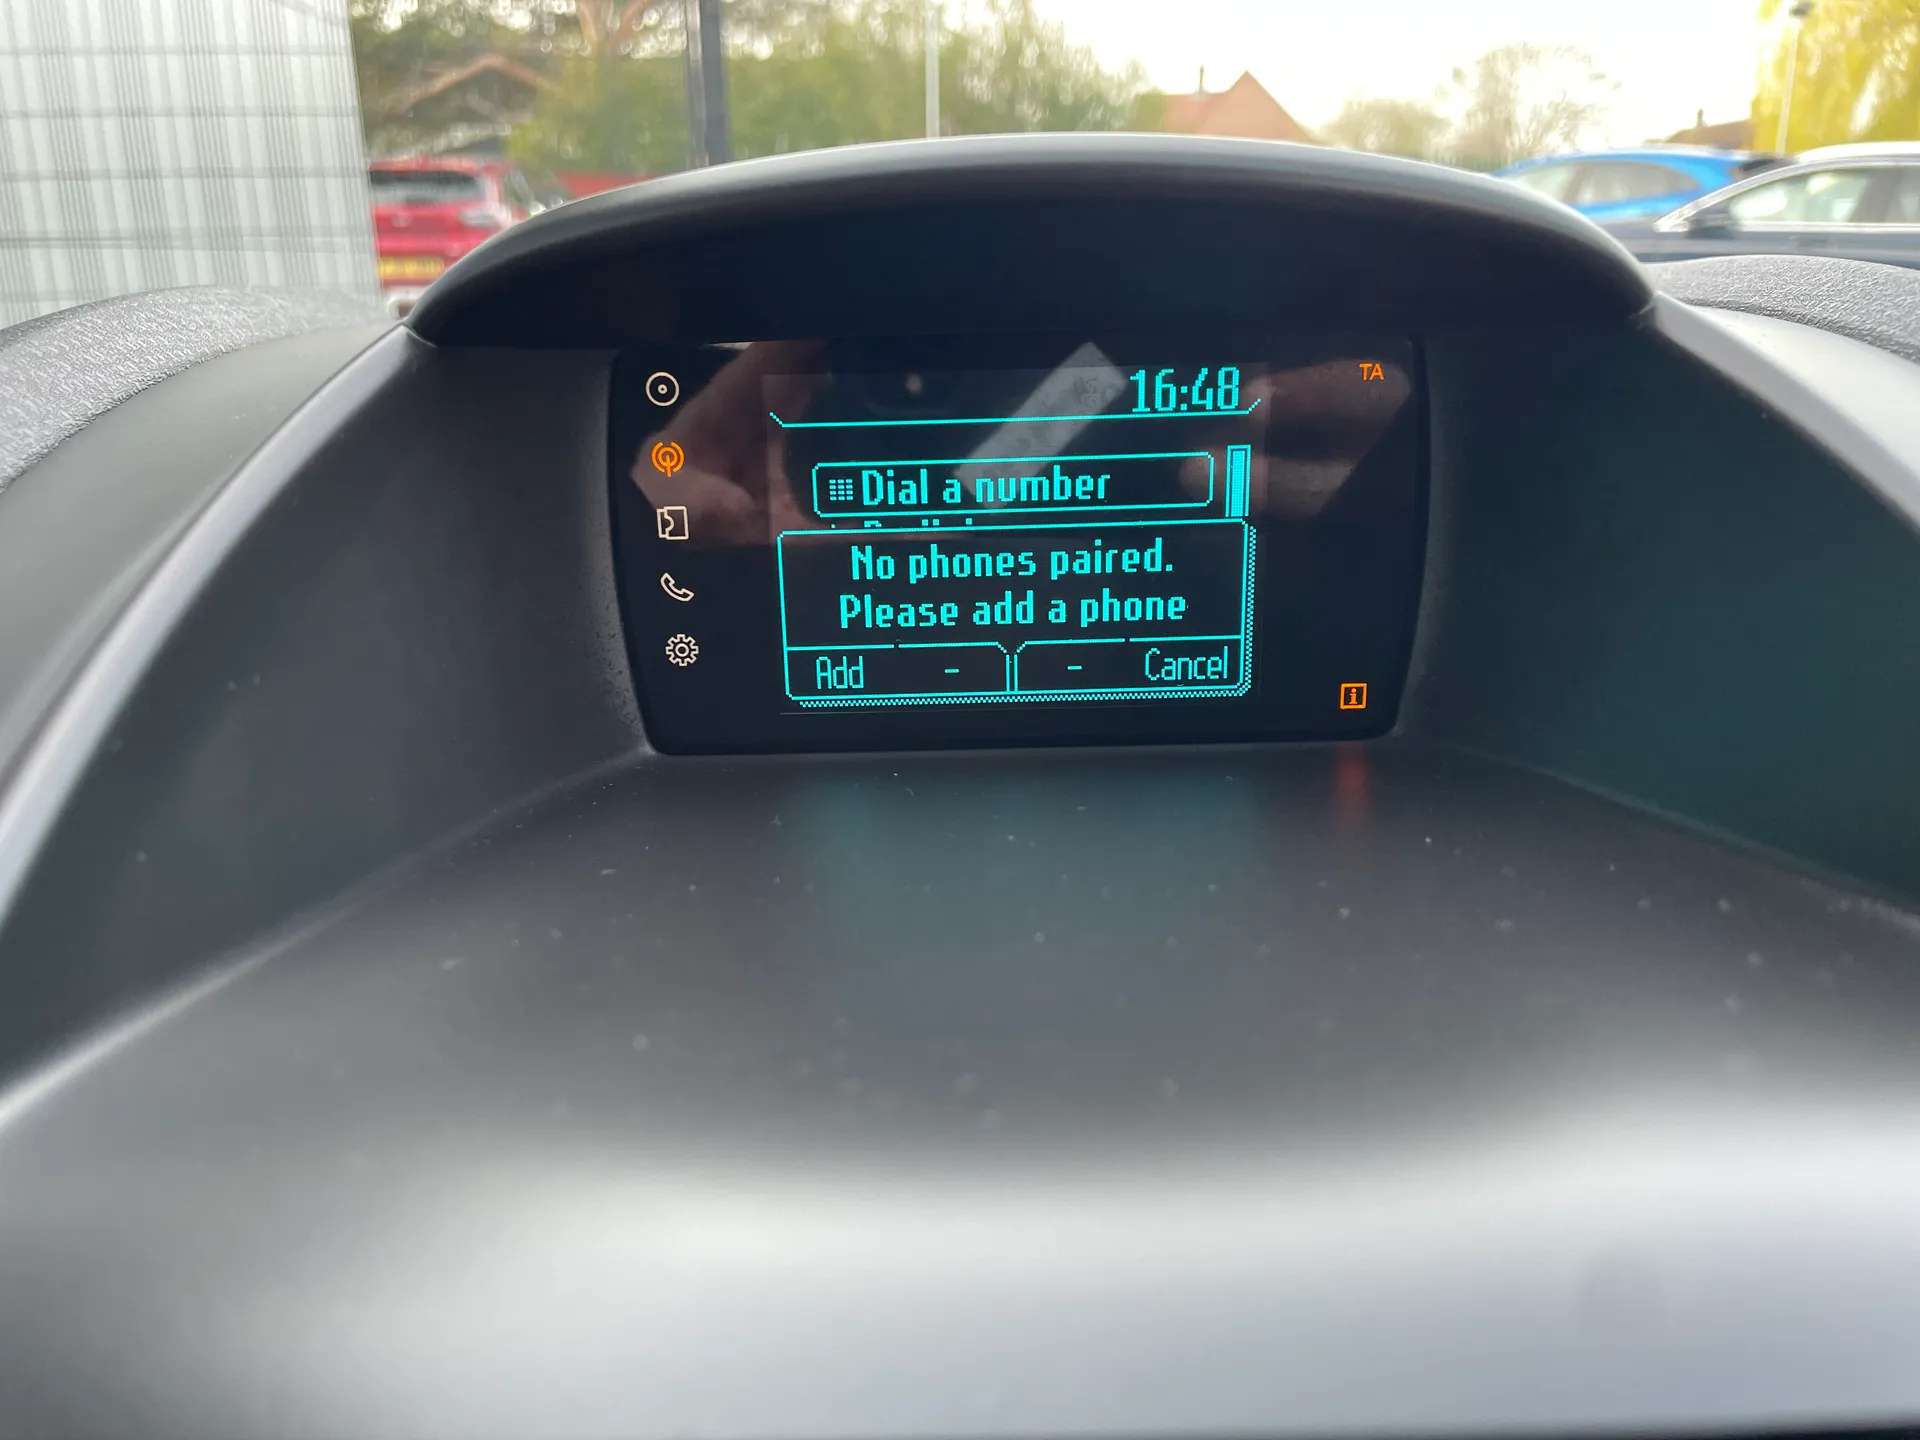 16:48
TA
Dial a number
No phones paired.
Please add a phone
Add - - Cancel
i